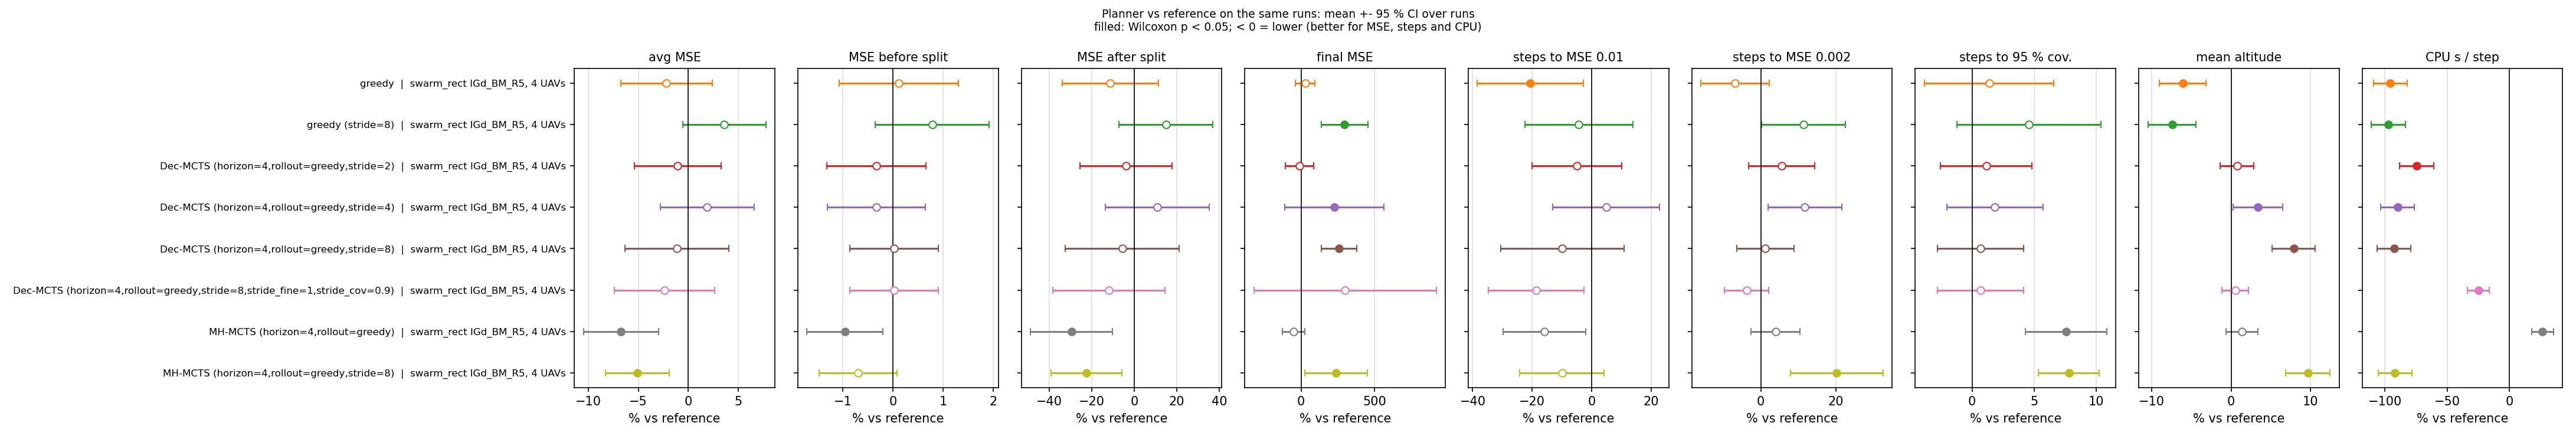 Planner vs reference on the same runs: mean +- 95 % CI over runs
filled: Wilcoxon p < 0.05; < 0 = lower (better for MSE, steps and CPU)
avg MSE
MSE before split
MSE after split
final MSE
steps to MSE 0.01
steps to MSE 0.002
steps to 95 % cov.
mean altitude
CPU s / step
greedy | swarm_rect IGd_BM_R5, 4 UAVs
greedy (stride=8) | swarm_rect IGd_BM_R5, 4 UAVs
Dec-MCTS (horizon=4,rollout=greedy,stride=2) | swarm_rect IGd_BM_R5, 4 UAVs
Dec-MCTS (horizon=4,rollout=greedy,stride=4) | swarm_rect IGd_BM_R5, 4 UAVs
Dec-MCTS (horizon=4,rollout=greedy,stride=8) | swarm_rect IGd_BM_R5, 4 UAVs
Dec-MCTS (horizon=4,rollout=greedy,stride=8,stride_fine=1,stride_cov=0.9) | swarm_rect IGd_BM_R5, 4 UAVs
MH-MCTS (horizon=4,rollout=greedy) | swarm_rect IGd_BM_R5, 4 UAVs
MH-MCTS (horizon=4,rollout=greedy,stride=8) | swarm_rect IGd_BM_R5, 4 UAVs
−10 −5 0 5
−1 0 1 2
−40 −20 0 20 40
0 500
−40 −20 0 20
0 20
0 5 10
−10 0 10
−100 −50 0
% vs reference
% vs reference
% vs reference
% vs reference
% vs reference
% vs reference
% vs reference
% vs reference
% vs reference